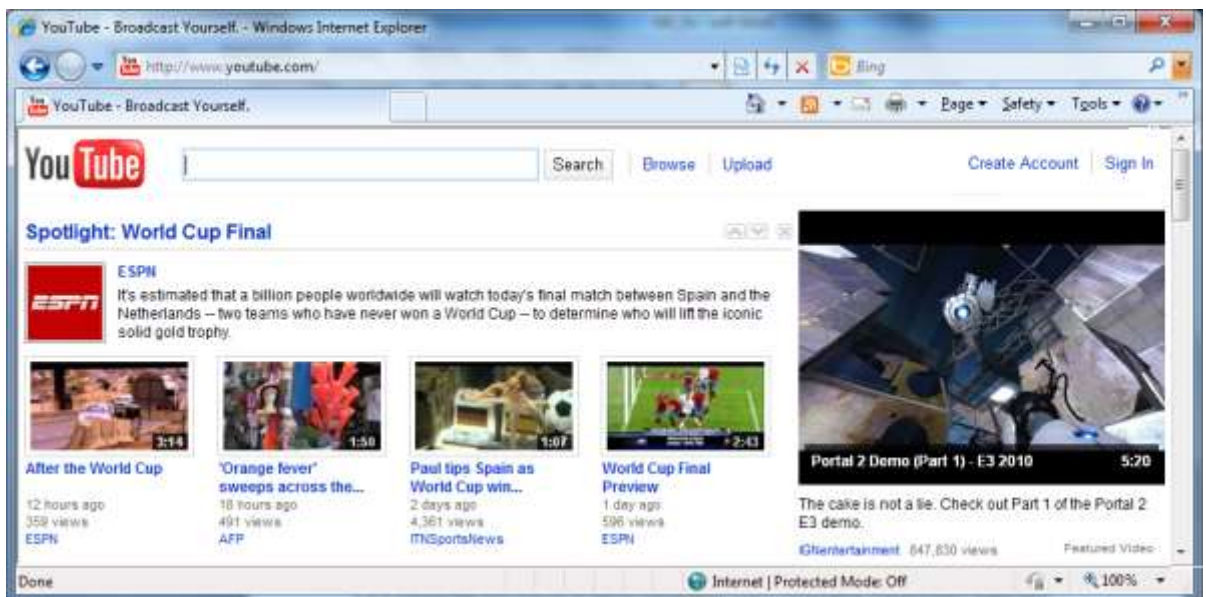 YouTube - Broadcast Yourself. - Windows Internet Explorer
http://www.youtube.com/
Bing
YouTube - Broadcast Yourself.
Page
Safety
Tools
You Tube
Search
Browse
Upload
Create Account
Sign In
Spotlight: World Cup Final
ESPN
ESPN
It's estimated that a billion people worldwide will watch today's final match between Spain and the
Netherlands -- two teams who have never won a World Cup -- to determine who will lift the iconic
solid gold trophy.
3:14
After the World Cup
12 hours ago
359 views
ESPN
1:50
'Orange fever'
sweeps across the...
18 hours ago
491 views
AFP
1:07
Paul tips Spain as
World Cup win...
2 days ago
4,361 views
ITNSportsNews
2:43
World Cup Final
Preview
1 day ago
596 views
ESPN
Portal 2 Demo (Part 1) - E3 2010
5:20
The cake is not a lie. Check out Part 1 of the Portal 2
E3 demo.
IGNentertainment 847,830 views
Featured Video
Done
Internet | Protected Mode: Off
100%